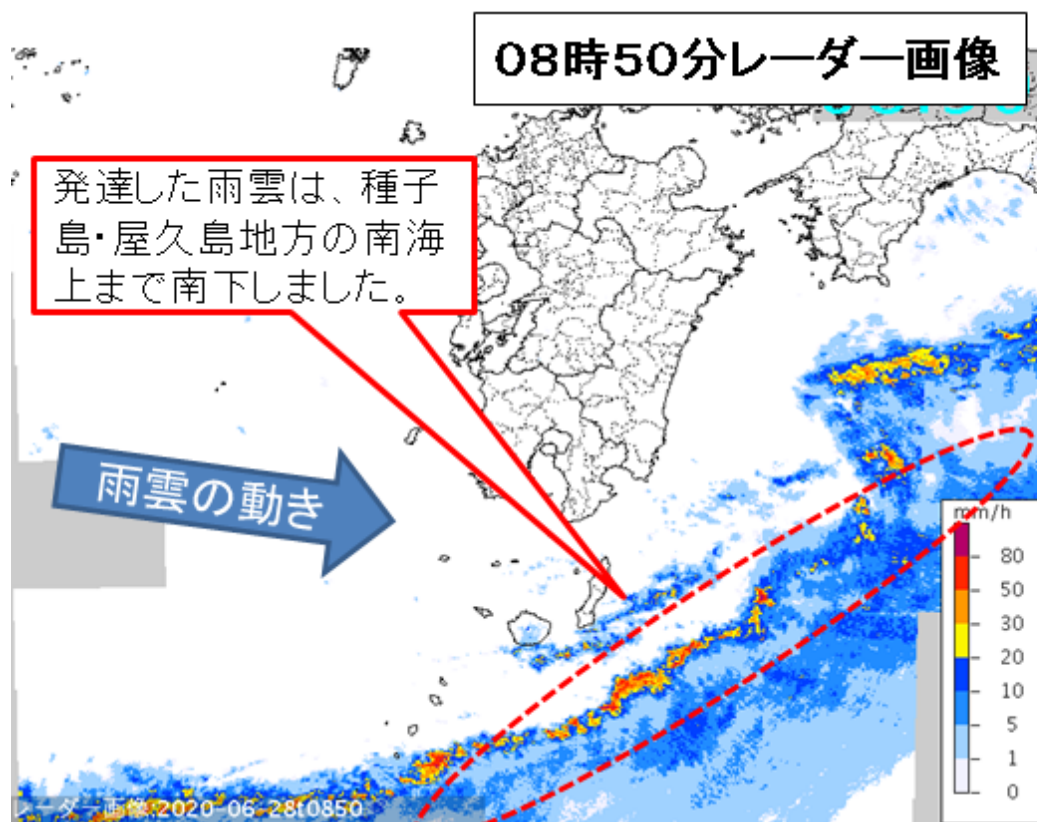 08時50分レーダー画像
発達した雨雲は、種子
島・屋久島地方の南海
上まで南下しました。
雨雲の動き
mm/h
80
50
30
20
10
5
1
0
レーダー画像:2020-06-28t0850